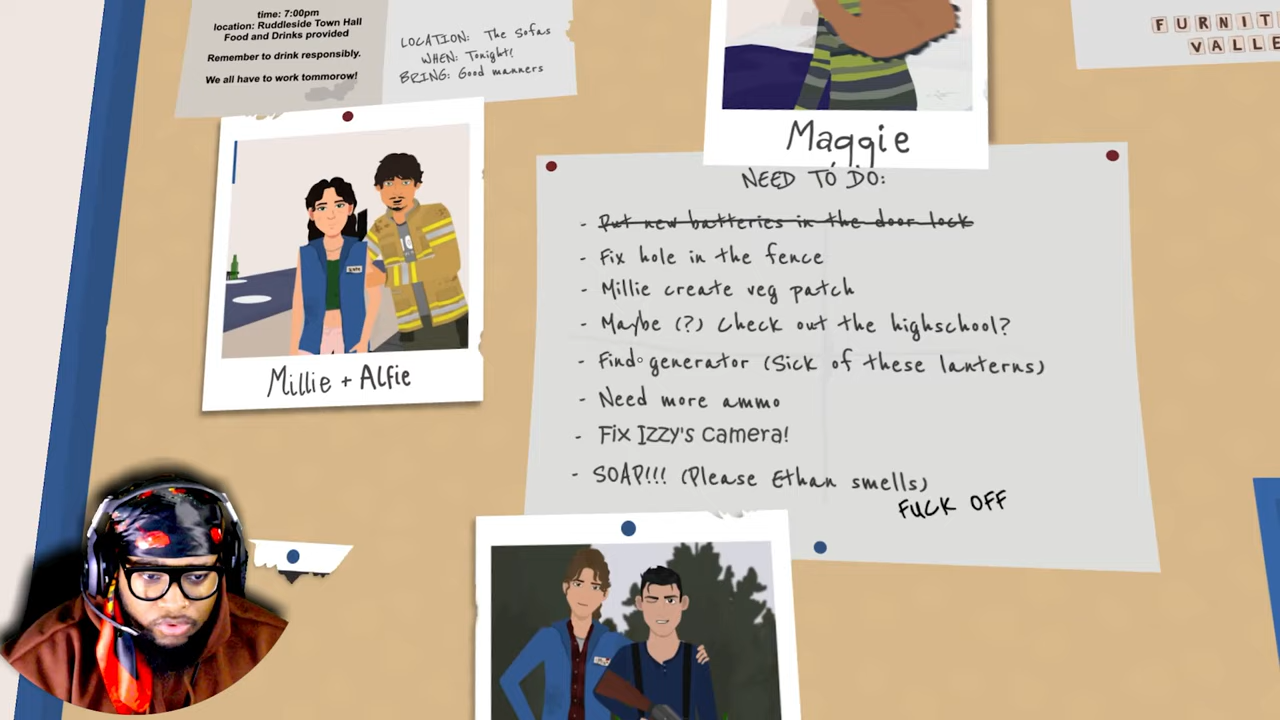 time: 7:00pm
location: Ruddleside Town Hall
Food and Drinks provided
Remember to drink responsibly.
We all have to work tommorow!
LOCATION: The Sofas
WHEN: Tonight!
BRING: Good manners
FURNIT
VALLE
Maggie
Millie + Alfie
NEED TO DO:
- Put new batteries in the door lock
- Fix hole in the fence
- Millie create veg patch
- Maybe (?) Check out the highschool?
- Find generator (Sick of these lanterns)
- Need more ammo
- Fix Izzy's Camera!
- SOAP!!! (Please Ethan smells)
FUCK OFF